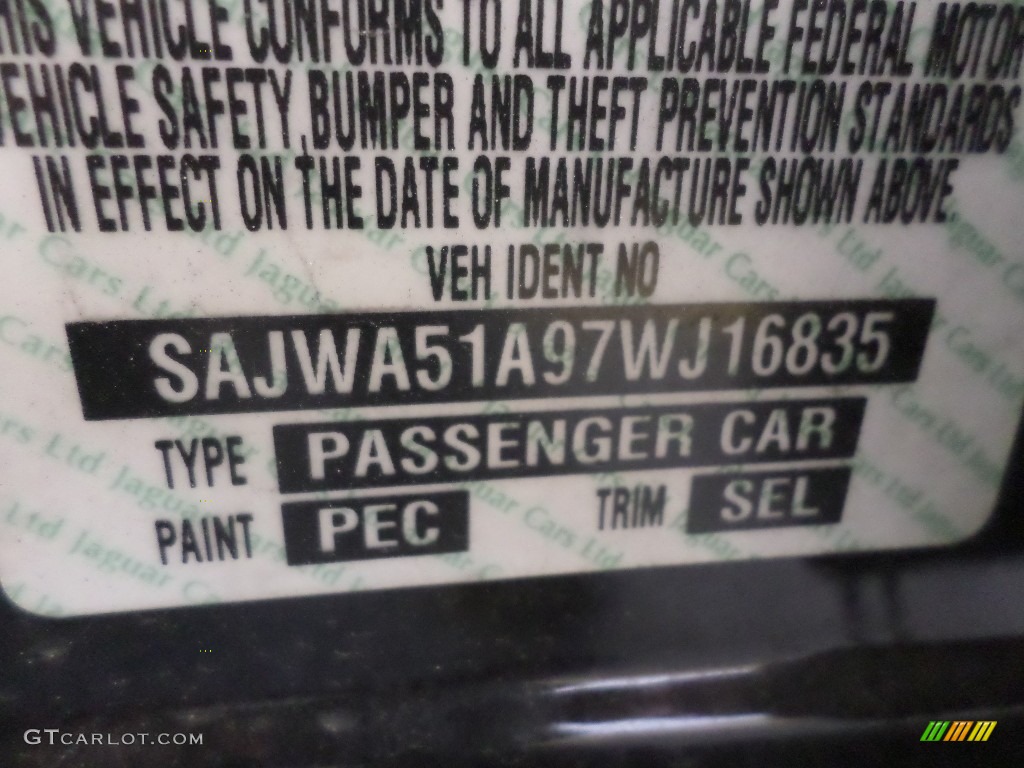 THIS VEHICLE CONFORMS TO ALL APPLICABLE FEDERAL MOTOR
VEHICLE SAFETY, BUMPER AND THEFT PREVENTION STANDARDS
IN EFFECT ON THE DATE OF MANUFACTURE SHOWN ABOVE.
VEH IDENT NO
SAJWA51A97WJ16835
TYPE PASSENGER CAR
PAINT PEC TRIM SEL
GTCARLOT.COM